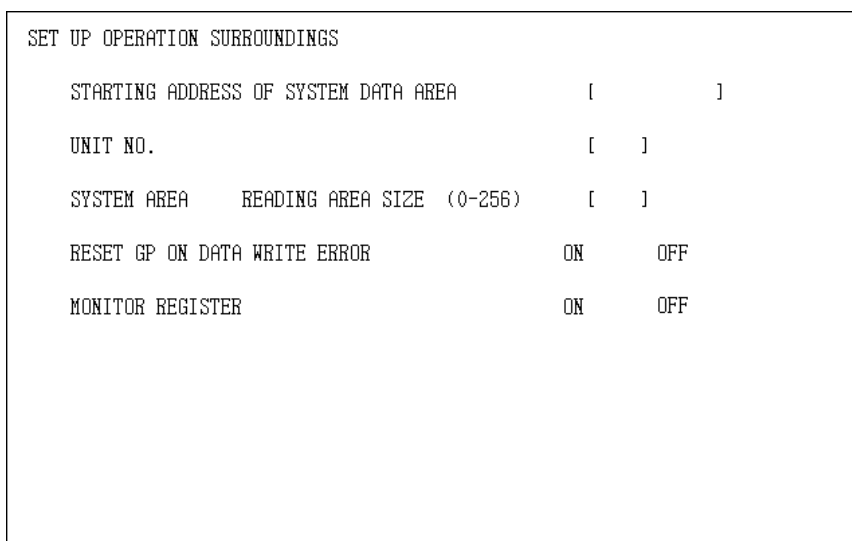 SET UP OPERATION SURROUNDINGS
STARTING ADDRESS OF SYSTEM DATA AREA [ ]
UNIT NO. [ ]
SYSTEM AREA READING AREA SIZE (0-256) [ ]
RESET GP ON DATA WRITE ERROR ON OFF
MONITOR REGISTER ON OFF